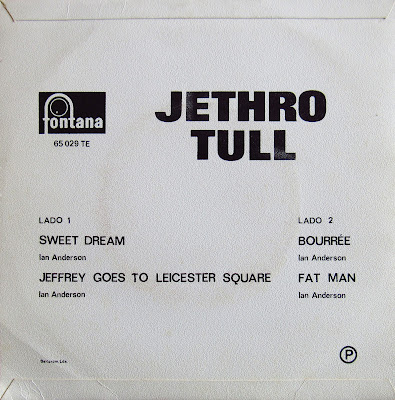 fontana
65 029 TE
JETHRO
TULL
LADO 1
SWEET DREAM
Ian Anderson
JEFFREY GOES TO LEICESTER SQUARE
Ian Anderson
LADO 2
BOURRÉE
Ian Anderson
FAT MAN
Ian Anderson
P